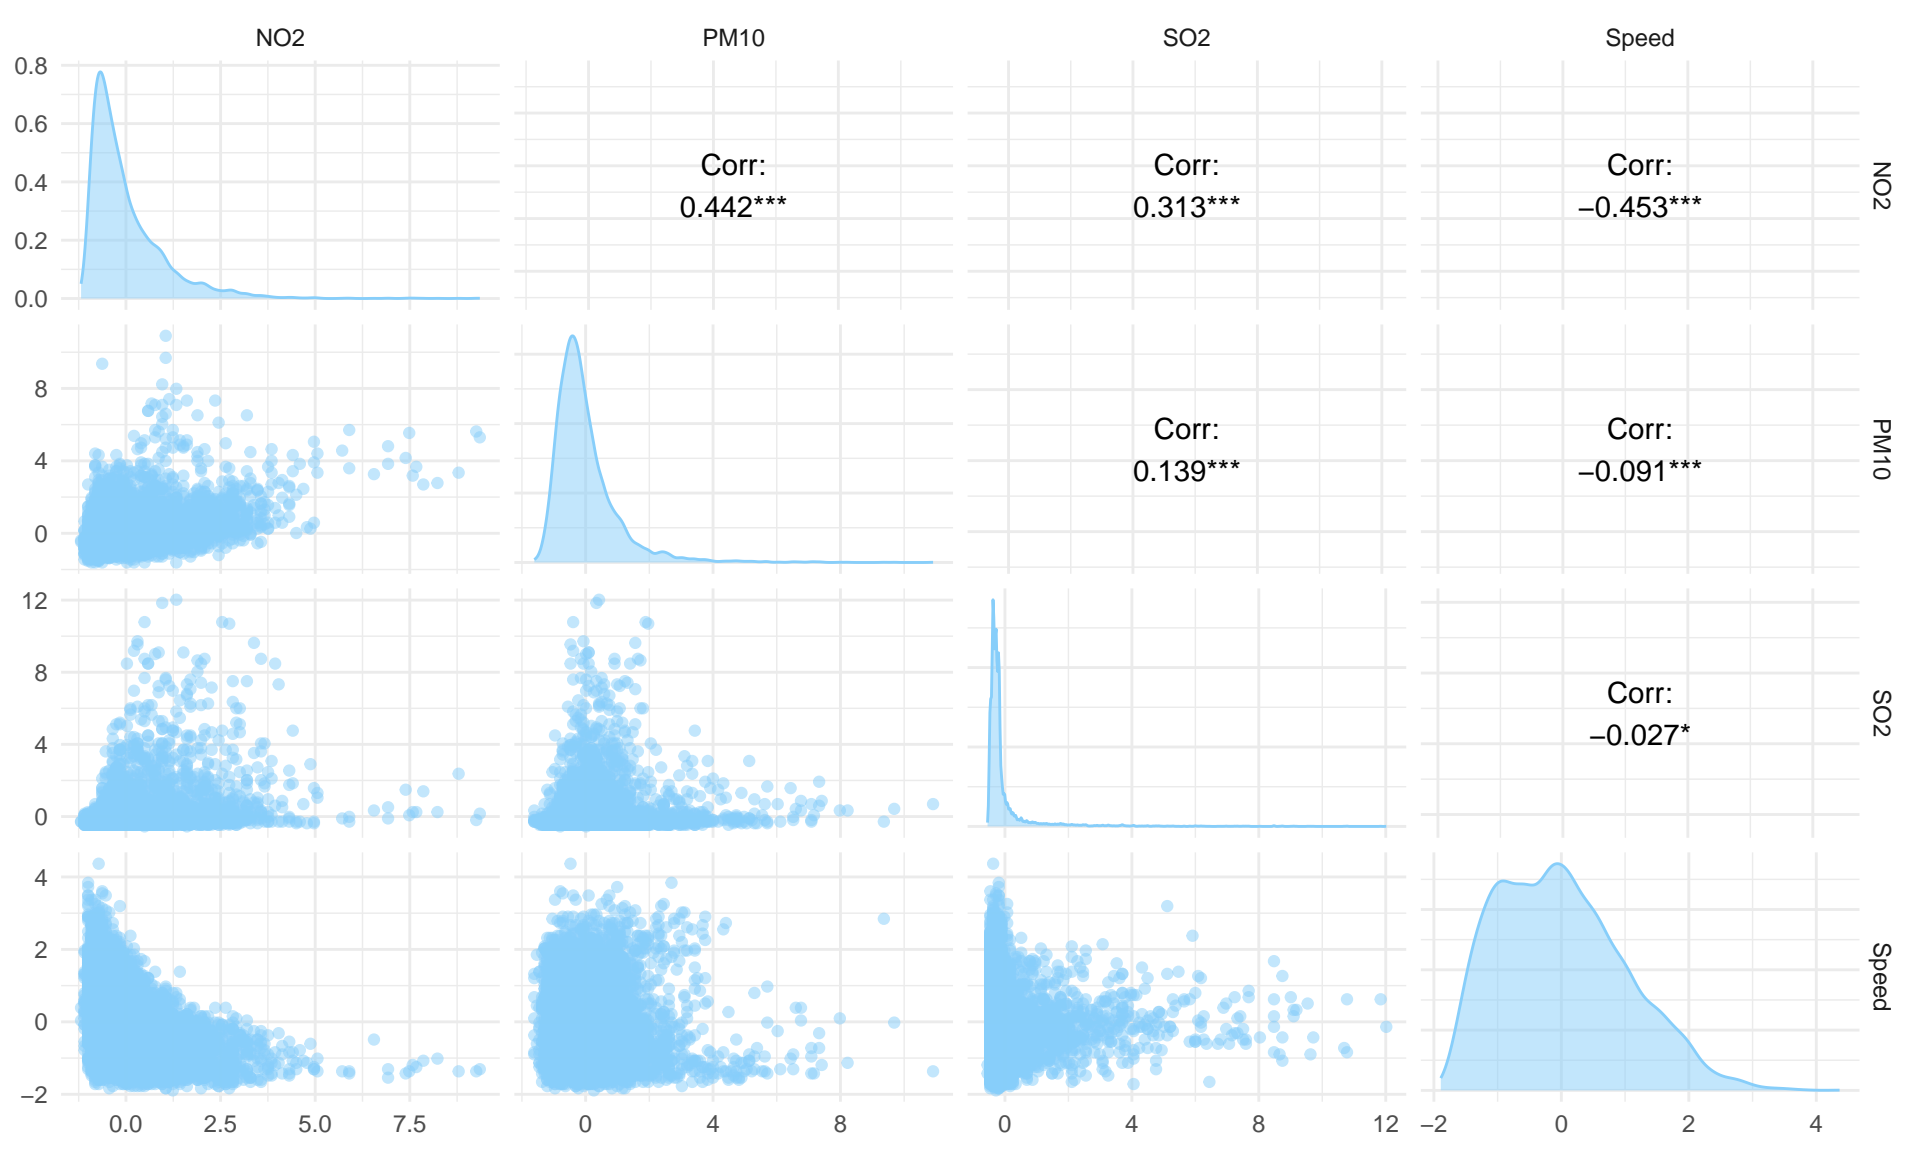 NO2 PM10 SO2 Speed
0.8
0.6
0.4
0.2
0.0
Corr:
0.442***
Corr:
0.313***
Corr:
−0.453***
NO2
8
4
0
Corr:
0.139***
Corr:
−0.091***
PM10
12
8
4
0
Corr:
−0.027*
SO2
4
2
0
−2
Speed
0.0 2.5 5.0 7.5 0 4 8 0 4 8 12 −2 0 2 4